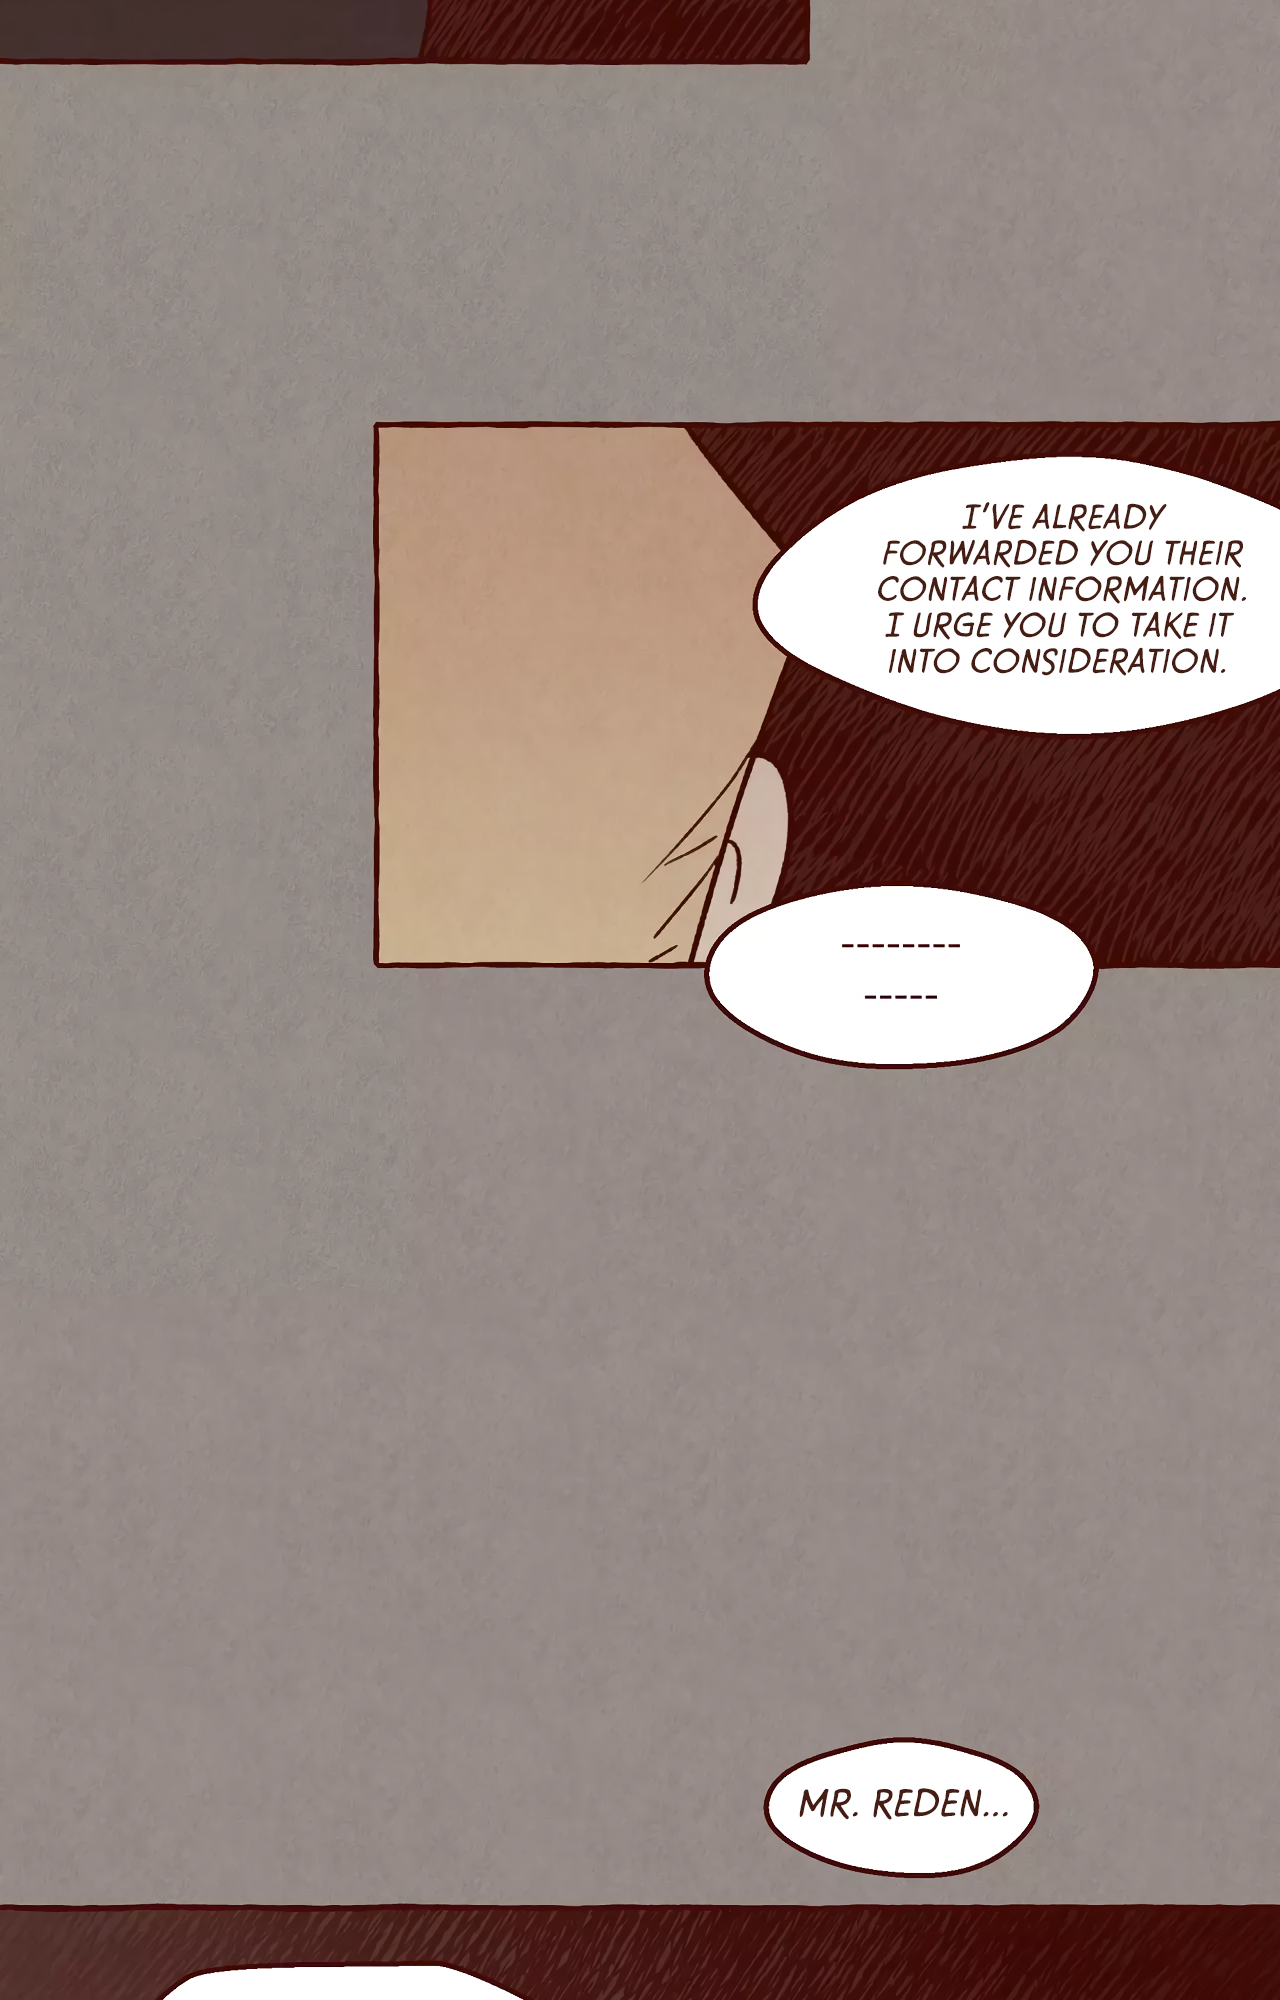 I'VE ALREADY
FORWARDED YOU THEIR
CONTACT INFORMATION.
I URGE YOU TO TAKE IT
INTO CONSIDERATION.
--------
-----
MR. REDEN...